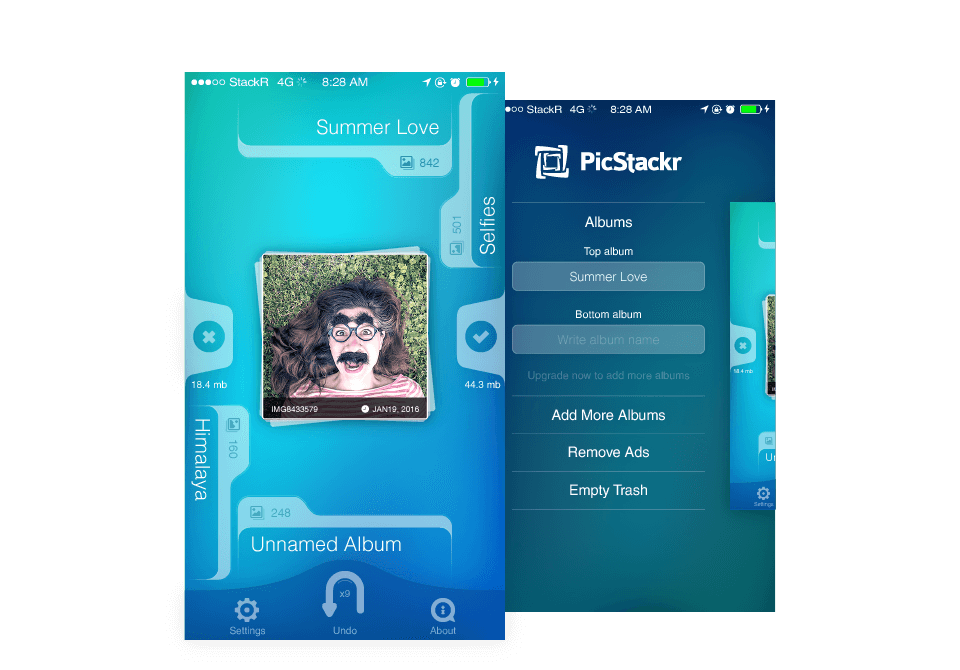 StackR 4G 8:28 AM
Summer Love
842
Selfies
501
18.4 mb
44.3 mb
IMG8433579 JAN19, 2016
Himalaya
160
248
Unnamed Album
x9
Settings Undo About
StackR 4G 8:28 AM
PicStackr
Albums
Top album
Summer Love
Bottom album
Write album name
Upgrade now to add more albums
Add More Albums
Remove Ads
Empty Trash
18.4 mb
Settings